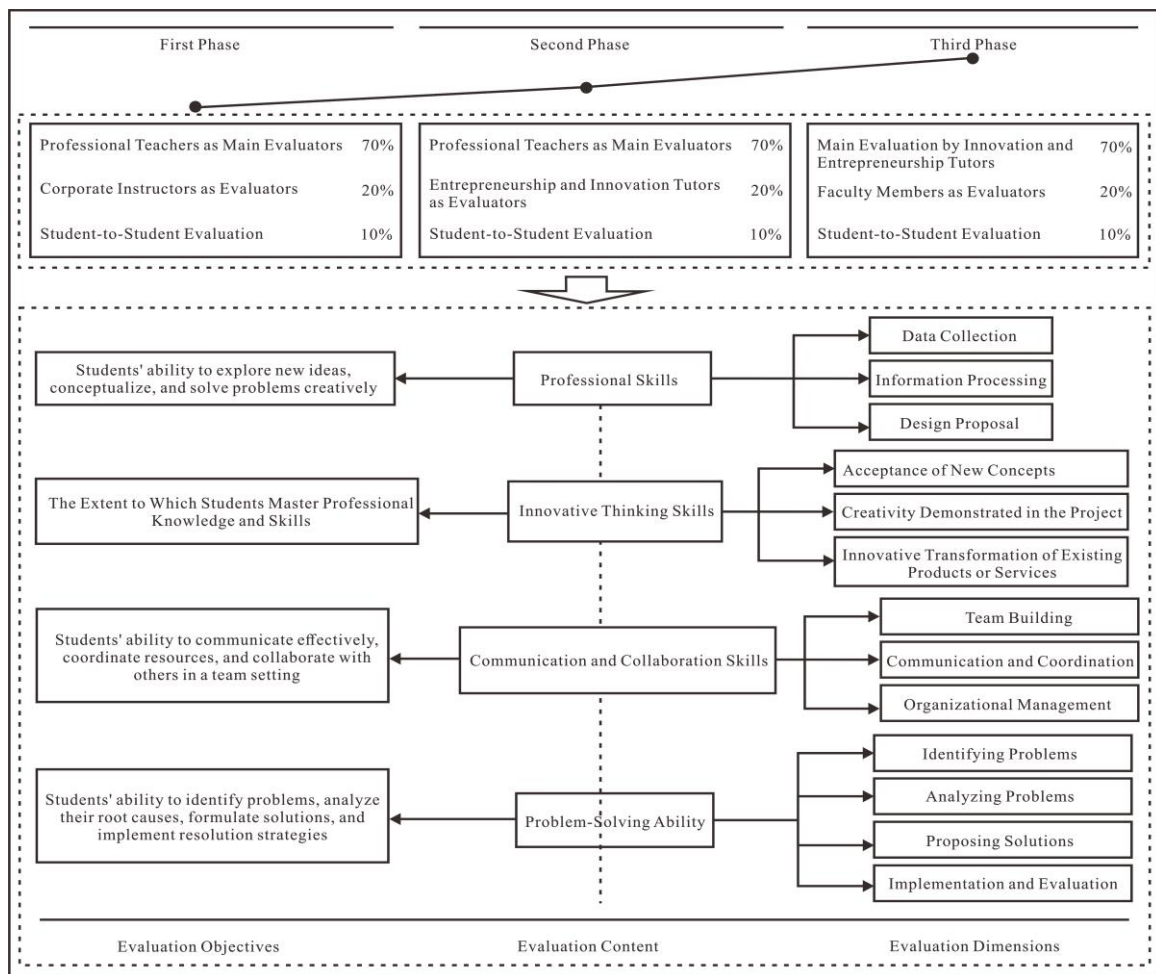 First Phase
Second Phase
Third Phase
Professional Teachers as Main Evaluators 70%
Corporate Instructors as Evaluators 20%
Student-to-Student Evaluation 10%
Professional Teachers as Main Evaluators 70%
Entrepreneurship and Innovation Tutors
as Evaluators 20%
Student-to-Student Evaluation 10%
Main Evaluation by Innovation and
Entrepreneurship Tutors 70%
Faculty Members as Evaluators 20%
Student-to-Student Evaluation 10%
Students' ability to explore new ideas,
conceptualize, and solve problems creatively
Professional Skills
Data Collection
Information Processing
Design Proposal
The Extent to Which Students Master Professional
Knowledge and Skills
Innovative Thinking Skills
Acceptance of New Concepts
Creativity Demonstrated in the Project
Innovative Transformation of Existing
Products or Services
Students' ability to communicate effectively,
coordinate resources, and collaborate with
others in a team setting
Communication and Collaboration Skills
Team Building
Communication and Coordination
Organizational Management
Students' ability to identify problems, analyze
their root causes, formulate solutions, and
implement resolution strategies
Problem-Solving Ability
Identifying Problems
Analyzing Problems
Proposing Solutions
Implementation and Evaluation
Evaluation Objectives
Evaluation Content
Evaluation Dimensions